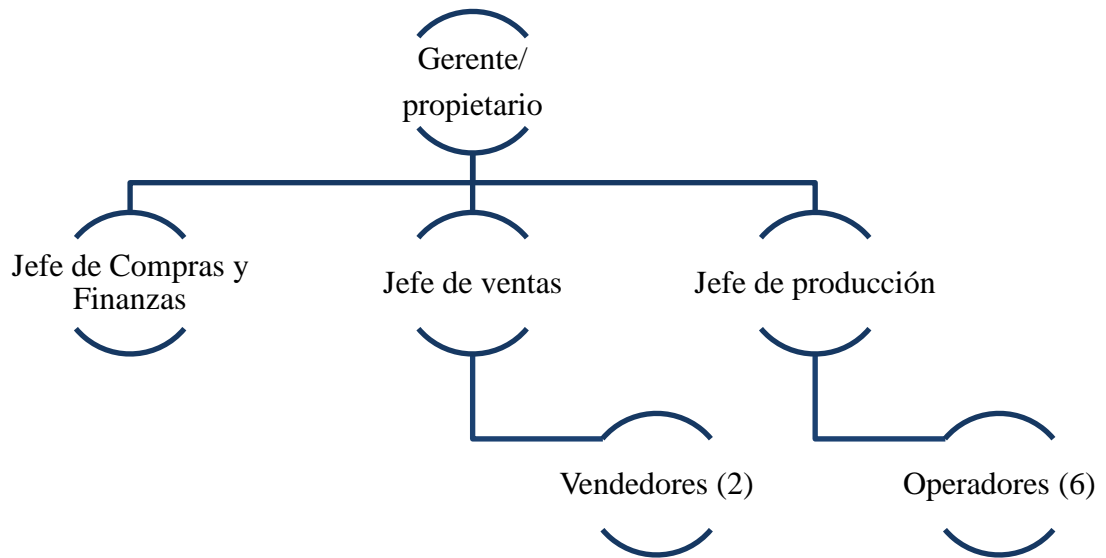 Gerente/
propietario
Jefe de Compras y
Finanzas
Jefe de ventas
Jefe de producción
Vendedores (2)
Operadores (6)